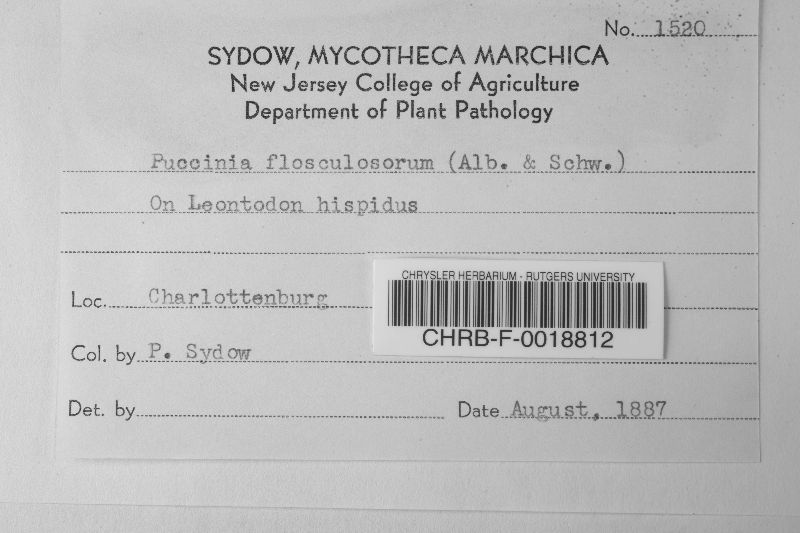 No. 1520
SYDOW, MYCOTHECA MARCHICA
New Jersey College of Agriculture
Department of Plant Pathology
Puccinia flosculosorum (Alb. & Schw.)
On Leontodon hispidus
Loc. Charlottenburg
CHRYSLER HERBARIUM - RUTGERS UNIVERSITY
CHRB-F-0018812
Col. by P. Sydow
Det. by
Date August, 1887